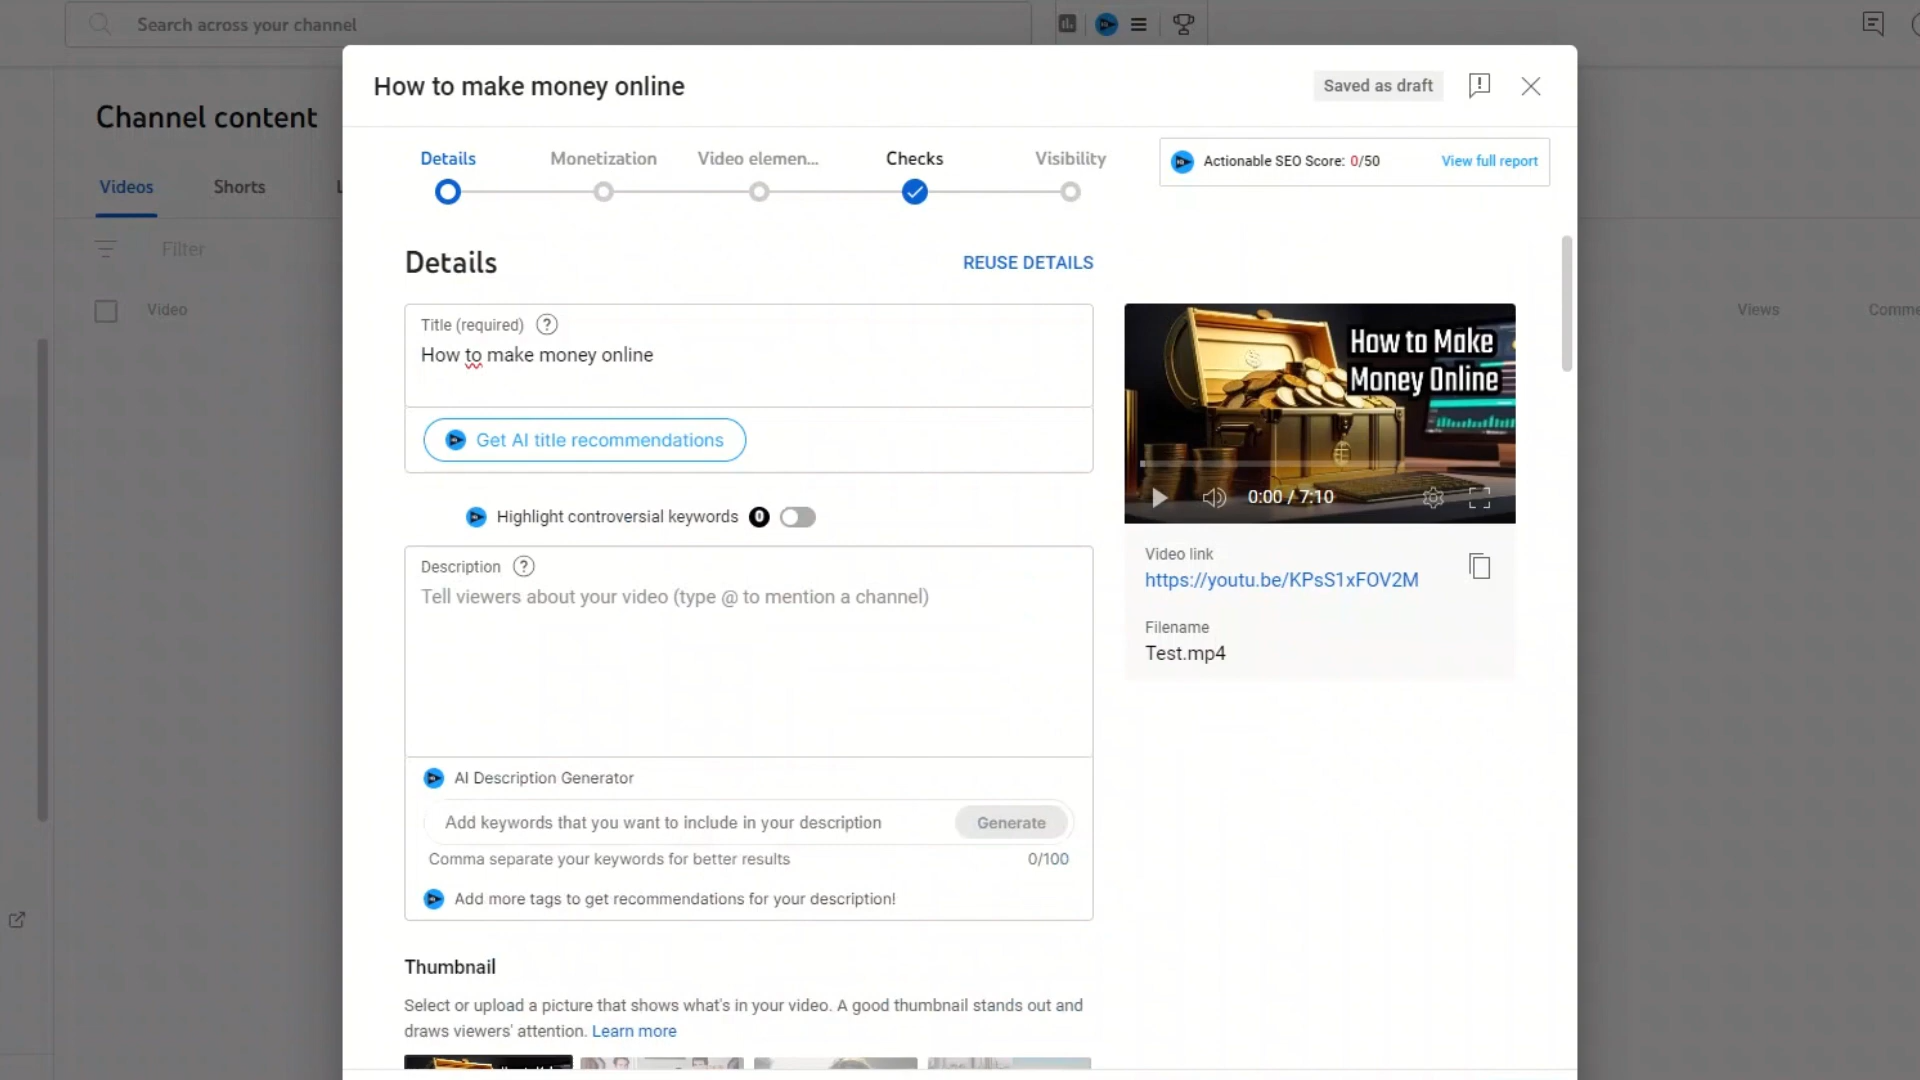 Search across your channel
How to make money online
Saved as draft
Channel content
Details
Monetization
Video elemen...
Checks
Visibility
Actionable SEO Score: 0/50
View full report
Videos
Shorts
Filter
Details
REUSE DETAILS
Video
Views
Comme
Title (required)
How to make money online
How to Make
Money Online
Get AI title recommendations
0:00 / 7:10
Highlight controversial keywords 0
Description
Tell viewers about your video (type @ to mention a channel)
Video link
https://youtu.be/KPsS1xFOV2M
Filename
Test.mp4
AI Description Generator
Add keywords that you want to include in your description
Generate
Comma separate your keywords for better results
0/100
Add more tags to get recommendations for your description!
Thumbnail
Select or upload a picture that shows what's in your video. A good thumbnail stands out and
draws viewers' attention. Learn more